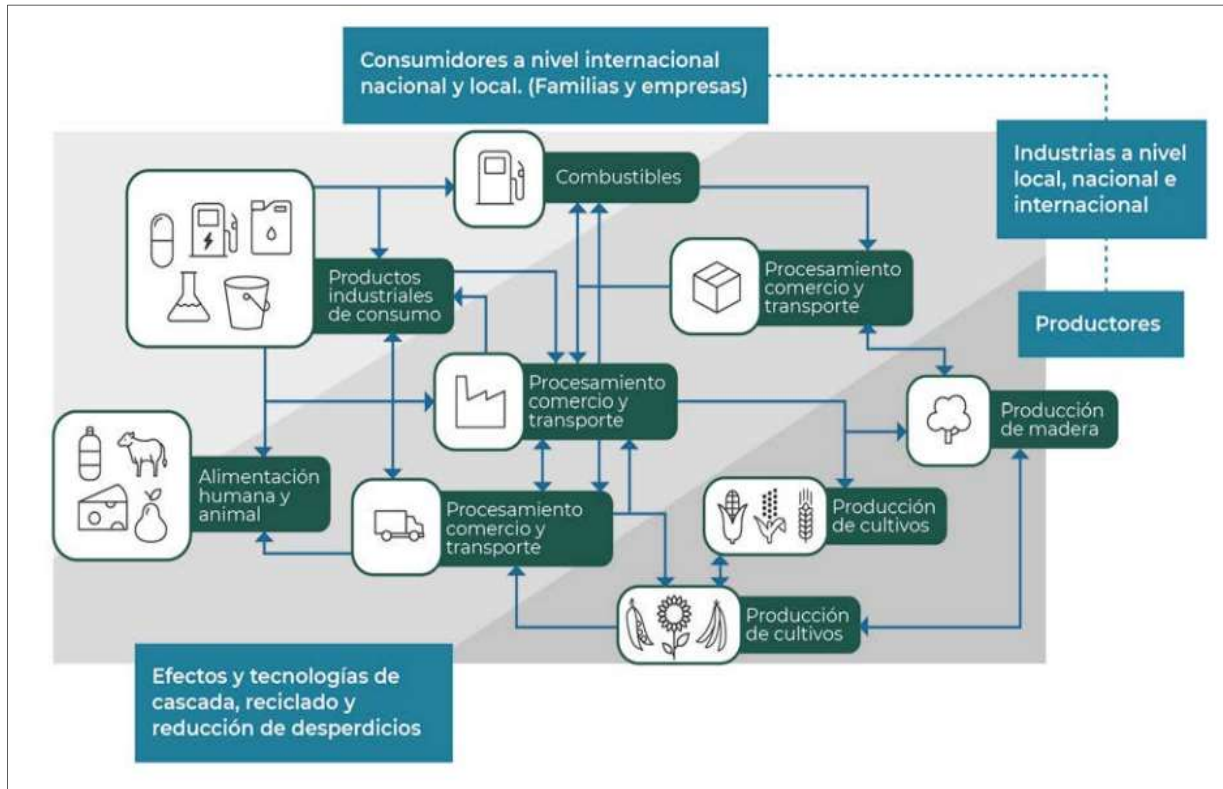 Consumidores a nivel internacional
nacional y local. (Familias y empresas)
Industrias a nivel
local, nacional e
internacional
Combustibles
Productos
industriales
de consumo
Procesamiento
comercio y
transporte
Productores
Procesamiento
comercio y
transporte
Producción
de madera
Alimentación
humana y
animal
Procesamiento
comercio y
transporte
Producción
de cultivos
Producción
de cultivos
Efectos y tecnologías de
cascada, reciclado y
reducción de desperdicios